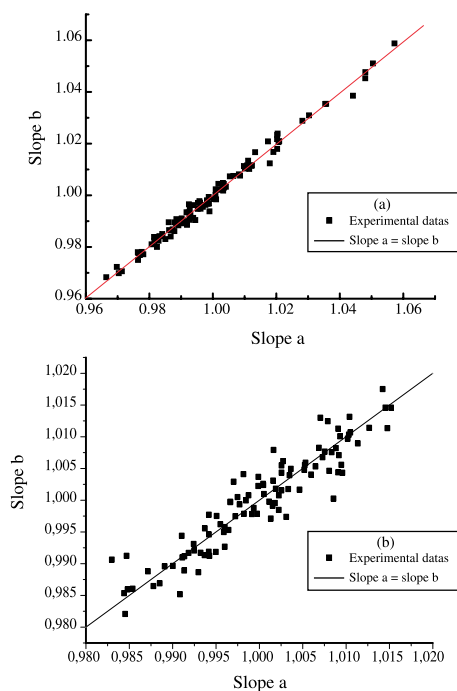 1.06
1.04
1.02
1.00
0.98
0.96
Slope b
(a)
Experimental datas
Slope a = slope b
0.96 0.98 1.00 1.02 1.04 1.06
Slope a
1,020
1,015
1,010
1,005
1,000
0,995
0,990
0,985
0,980
Slope b
(b)
Experimental datas
Slope a = slope b
0,980 0,985 0,990 0,995 1,000 1,005 1,010 1,015 1,020
Slope a